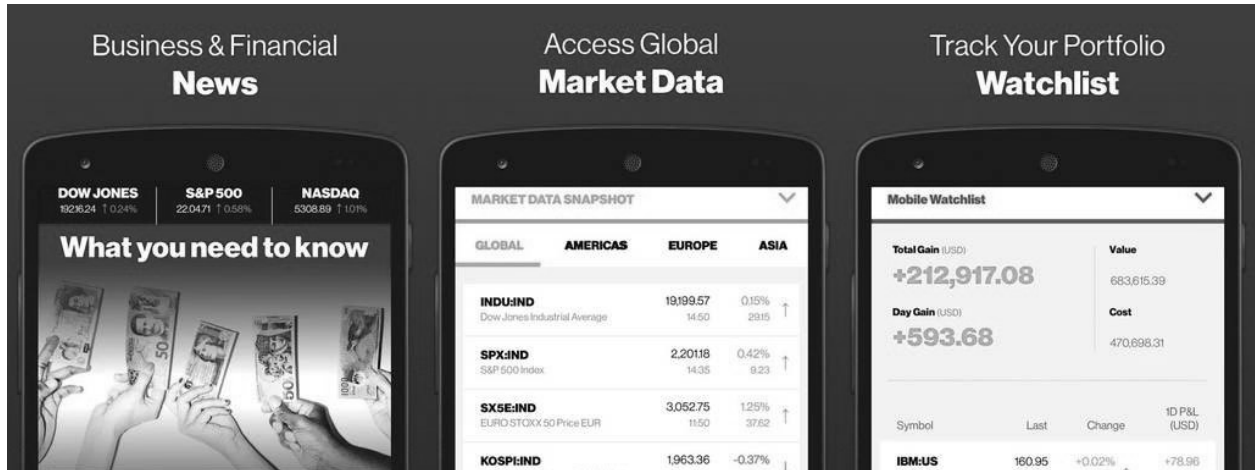 Business & Financial
News
DOW JONES
19216.24 ↑ 0.24%
S&P 500
22.04.71 ↑ 0.58%
NASDAQ
5308.89 ↑ 1.01%
What you need to know
50
50
1000
Access Global
Market Data
MARKET DATA SNAPSHOT
GLOBAL AMERICAS EUROPE ASIA
INDU:IND 19,199.57 0.15% ↑
Dow Jones Industrial Average 14:50 29.15
SPX:IND 2,201.18 0.42% ↑
S&P 500 Index 14:35 9.23
SX5E:IND 3,052.75 1.25% ↑
EURO STOXX 50 Price EUR 11:50 37.62
KOSPI:IND 1,963.36 -0.37% ↓
Track Your Portfolio
Watchlist
Mobile Watchlist
Total Gain (USD) Value
+212,917.08 683,615.39
Day Gain (USD) Cost
+593.68 470,698.31
Symbol Last Change 1D P&L (USD)
IBM:US 160.95 +0.02% +78.96